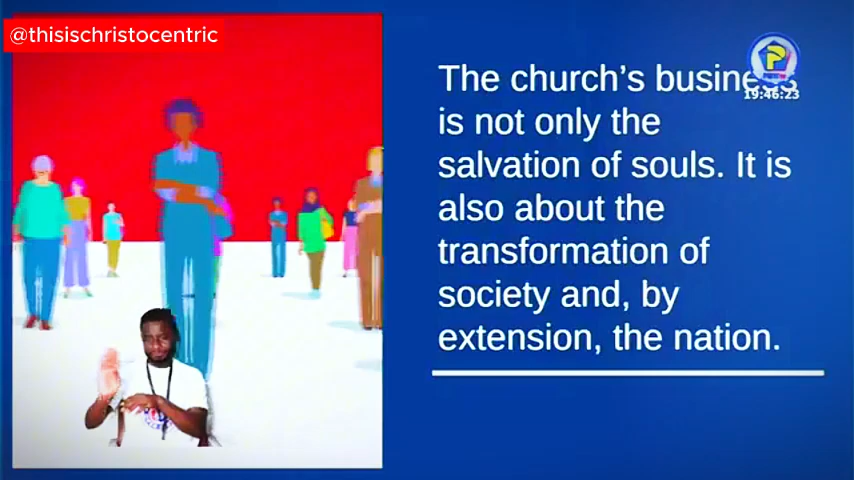 @thisischristocentric
The church's business
is not only the
salvation of souls. It is
also about the
transformation of
society and, by
extension, the nation.
P
19:46:23